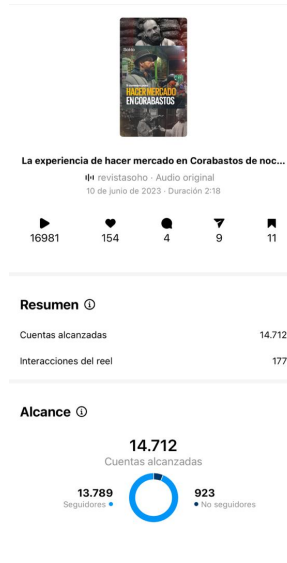 HACER MERCADO
EN CORABASTOS
La experiencia de hacer mercado en Corabastos de noc...
revistasoho · Audio original
10 de junio de 2023 · Duración 2:18
16981 154 4 9 11
Resumen
Cuentas alcanzadas 14.712
Interacciones del reel 177
Alcance
14.712
Cuentas alcanzadas
13.789 923
Seguidores No seguidores